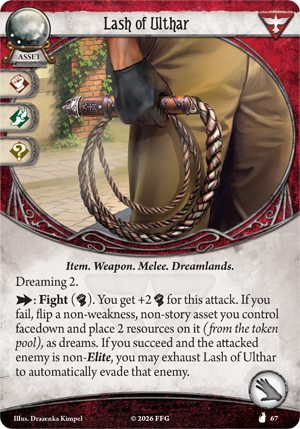 Lash of Ulthar
ASSET
?
Item. Weapon. Melee. Dreamlands.
Dreaming 2.
: Fight (). You get +2 for this attack. If you
fail, flip a non-weakness, non-story asset you control
facedown and place 2 resources on it (from the token
pool), as dreams. If you succeed and the attacked
enemy is non-Elite, you may exhaust Lash of Ulthar
to automatically evade that enemy.
Illus. Drazenka Kimpel
© 2026 FFG
67